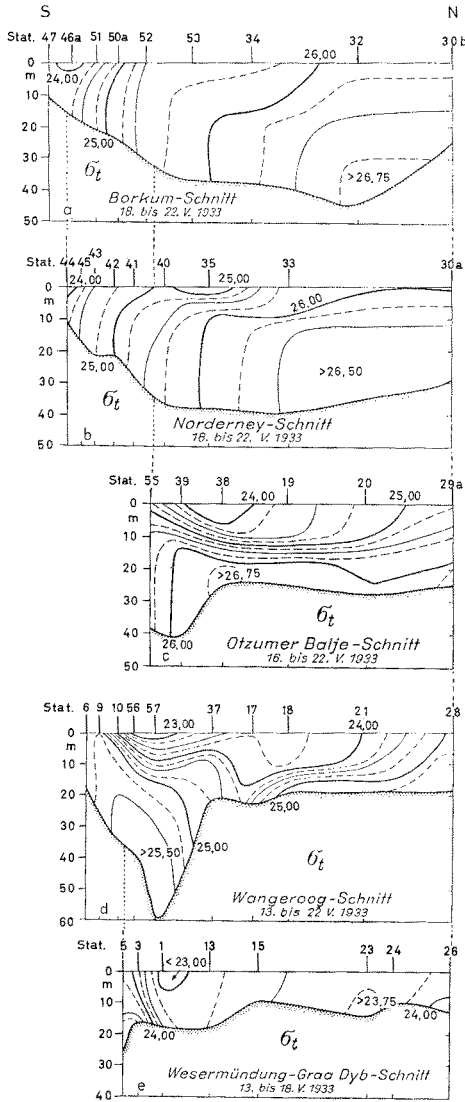 S N
Stat. 47 46a 51 50a 52 53 34 32 30b
0
m
10
20
30
40
50
24,00
25,00
26,00
>26,75
σt
a
Borkum-Schnitt
18. bis 22. V. 1933
Stat. 44 45 43 42 41 40 35 33 30a
0
m
10
20
30
40
50
24,00
25,00
25,00
26,00
>26,50
σt
b
Norderney-Schnitt
18. bis 22. V. 1933
Stat. 55 39 38 19 20 29a
0
m
10
20
30
40
50
24,00
25,00
>26,75
26,00
σt
c
Otzumer Balje-Schnitt
16. bis 22. V. 1933
Stat. 6 9 10 56 57 37 17 18 21 28
0
m
10
20
30
40
50
60
23,00
24,00
25,00
>25,50
25,00
σt
d
Wangeroog-Schnitt
13. bis 22 V. 1933
Stat. 5 3 1 13 15 23 24 26
0
m
10
20
30
40
<23,00
>23,75
24,00
24,00
σt
e
Wesermündung-Graa Dyb-Schnitt
13. bis 18. V. 1933